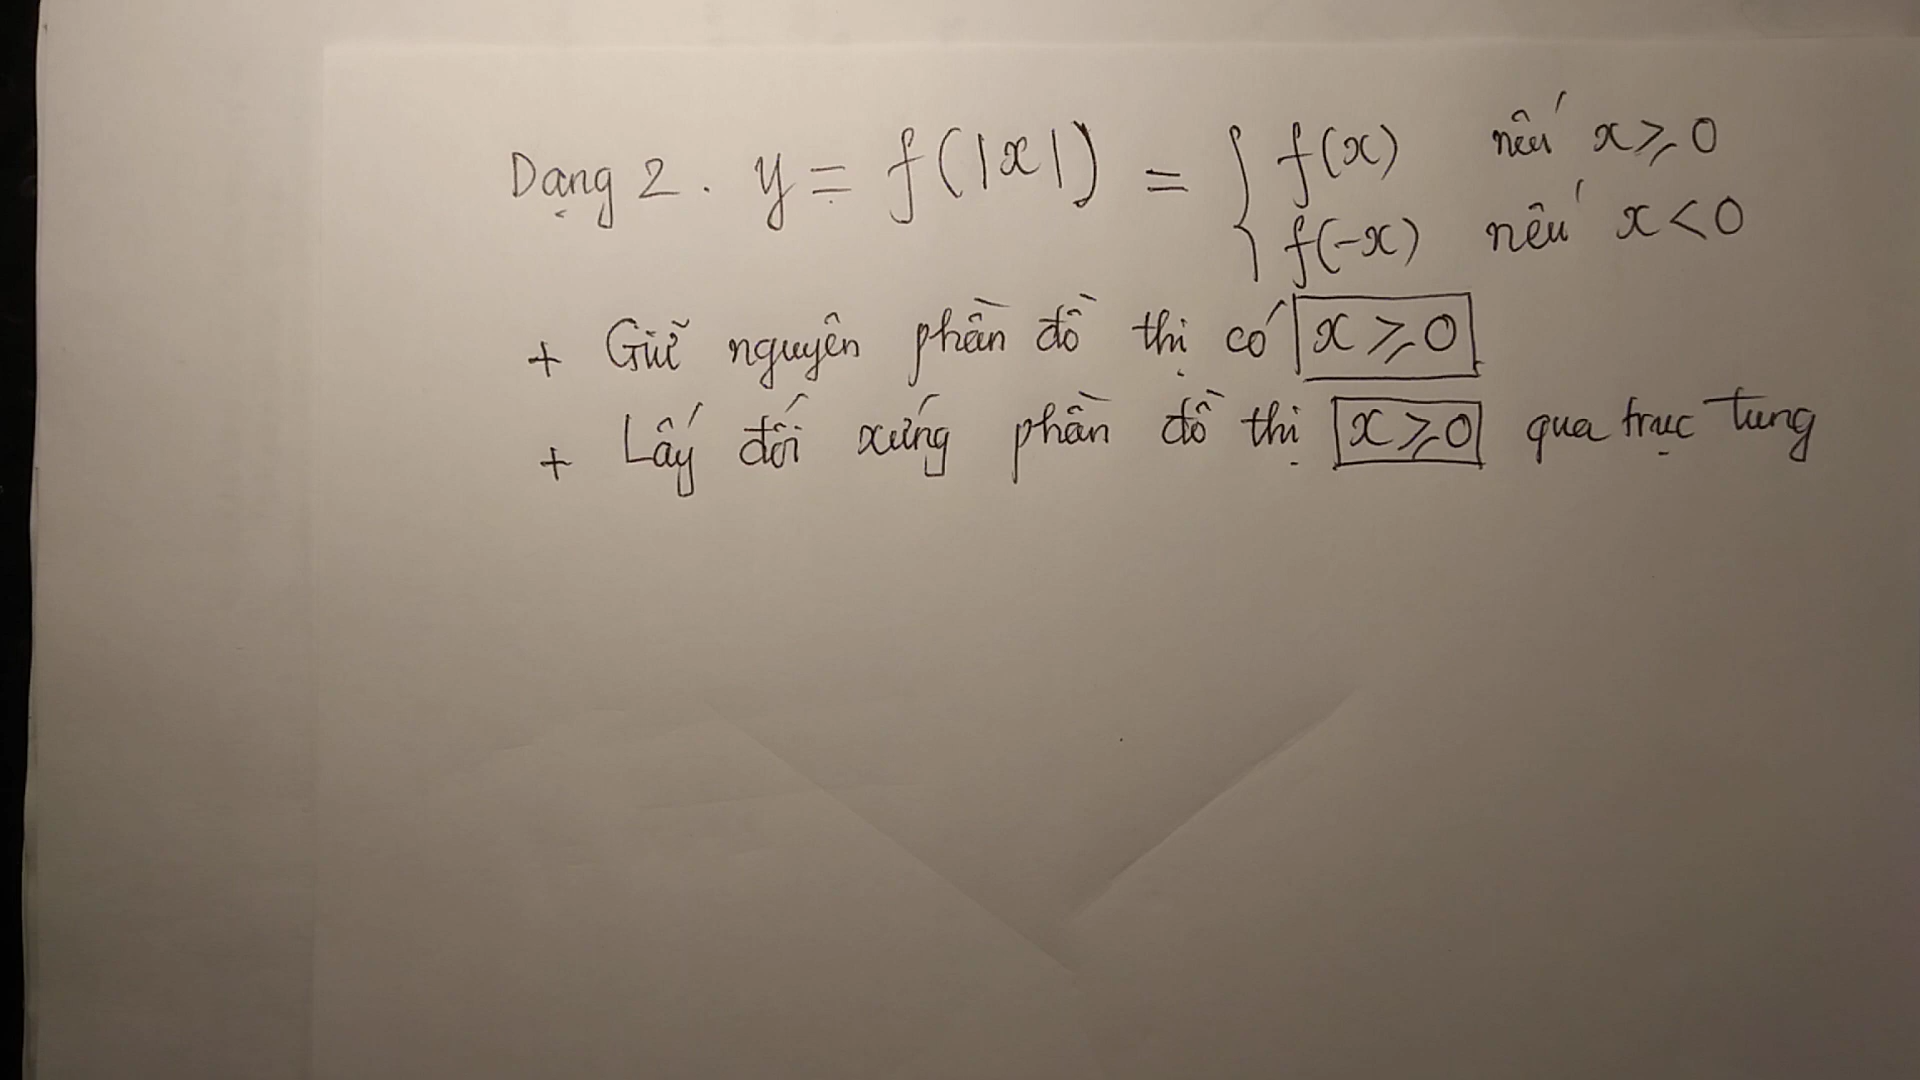 Dạng 2. y = f(|x|) = { f(x) nếu x ⩾ 0
f(-x) nếu x < 0
+ Giữ nguyên phần đồ thị có x ⩾ 0
+ Lấy đối xứng phần đồ thị x ⩾ 0 qua trục tung